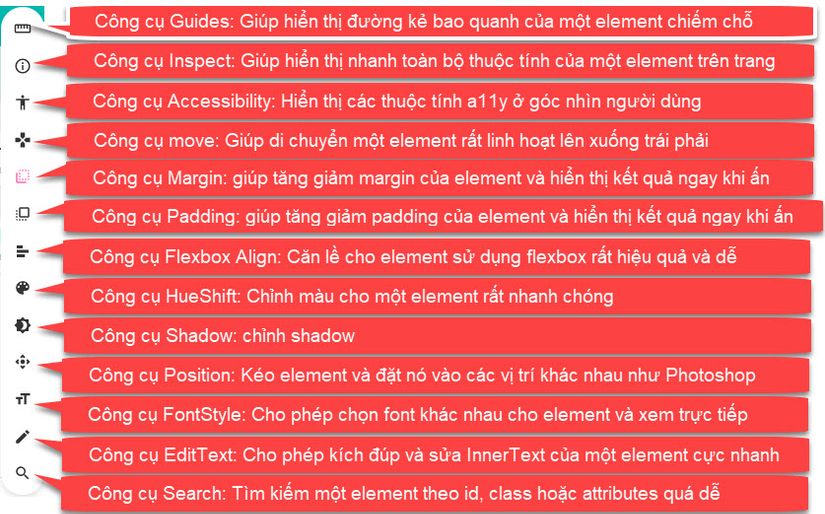 Công cụ Guides: Giúp hiển thị đường kẻ bao quanh của một element chiếm chỗ
Công cụ Inspect: Giúp hiển thị nhanh toàn bộ thuộc tính của một element trên trang
Công cụ Accessibility: Hiển thị các thuộc tính a11y ở góc nhìn người dùng
Công cụ move: Giúp di chuyển một element rất linh hoạt lên xuống trái phải
Công cụ Margin: giúp tăng giảm margin của element và hiển thị kết quả ngay khi ấn
Công cụ Padding: giúp tăng giảm padding của element và hiển thị kết quả ngay khi ấn
Công cụ Flexbox Align: Căn lề cho element sử dụng flexbox rất hiệu quả và dễ
Công cụ HueShift: Chỉnh màu cho một element rất nhanh chóng
Công cụ Shadow: chỉnh shadow
Công cụ Position: Kéo element và đặt nó vào các vị trí khác nhau như Photoshop
Công cụ FontStyle: Cho phép chọn font khác nhau cho element và xem trực tiếp
Công cụ EditText: Cho phép kích đúp và sửa InnerText của một element cực nhanh
Công cụ Search: Tìm kiếm một element theo id, class hoặc attributes quá dễ